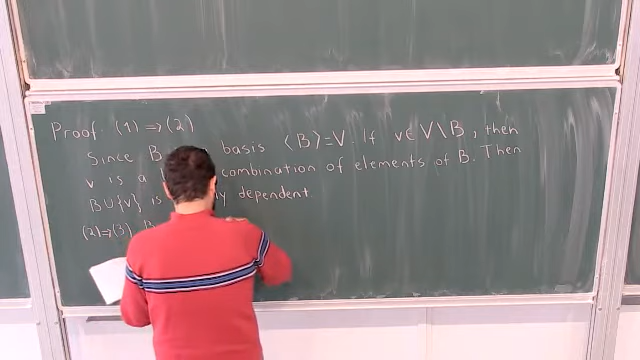 Proof. (1) ⇒ (2)
Since B basis ⟨B⟩=V. If v∈V\B, then
v is a combination of elements of B. Then
B∪{v} is dependent.
(2)⇒(3)